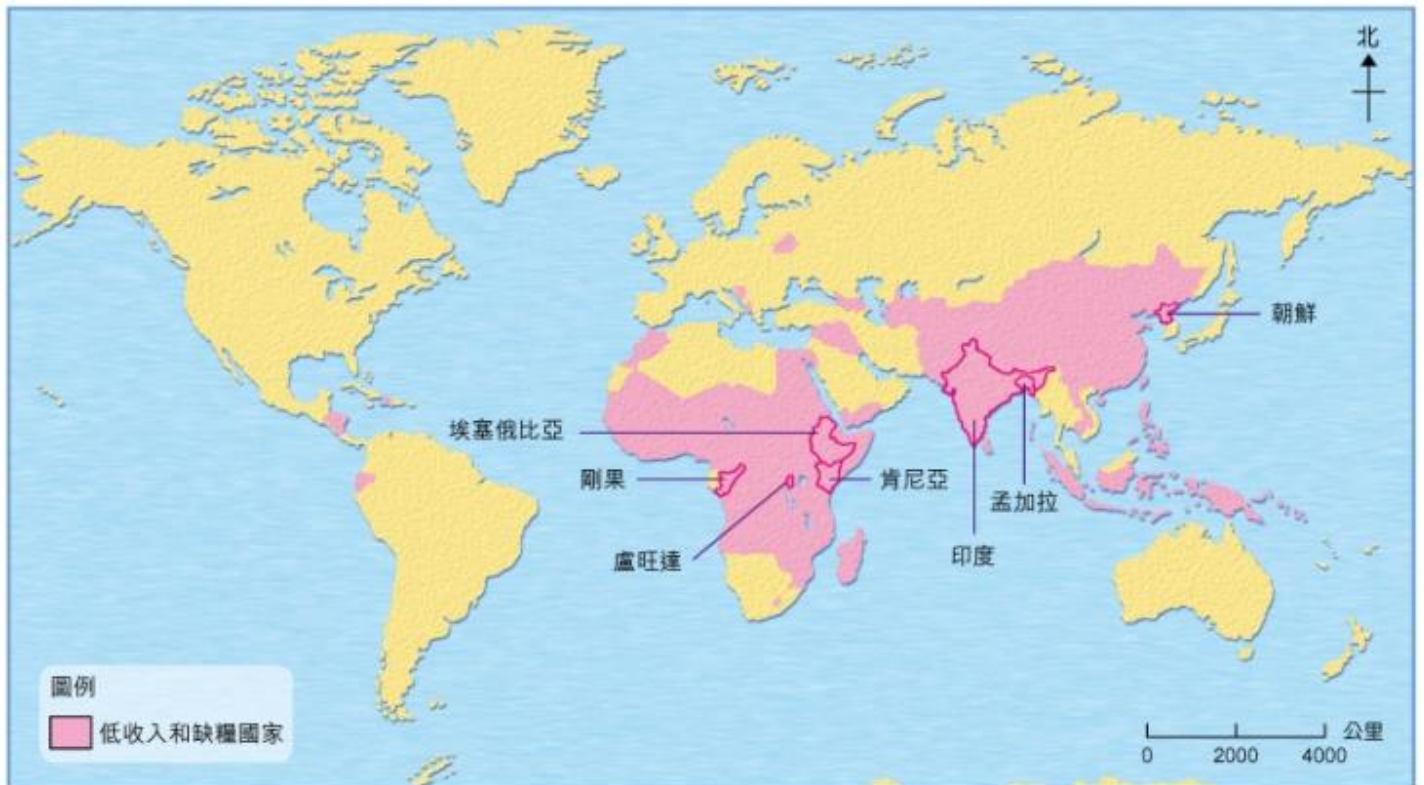 北
朝鮮
埃塞俄比亞
剛果
肯尼亞
孟加拉
盧旺達
印度
圖例
低收入和缺糧國家
公里
0 2000 4000